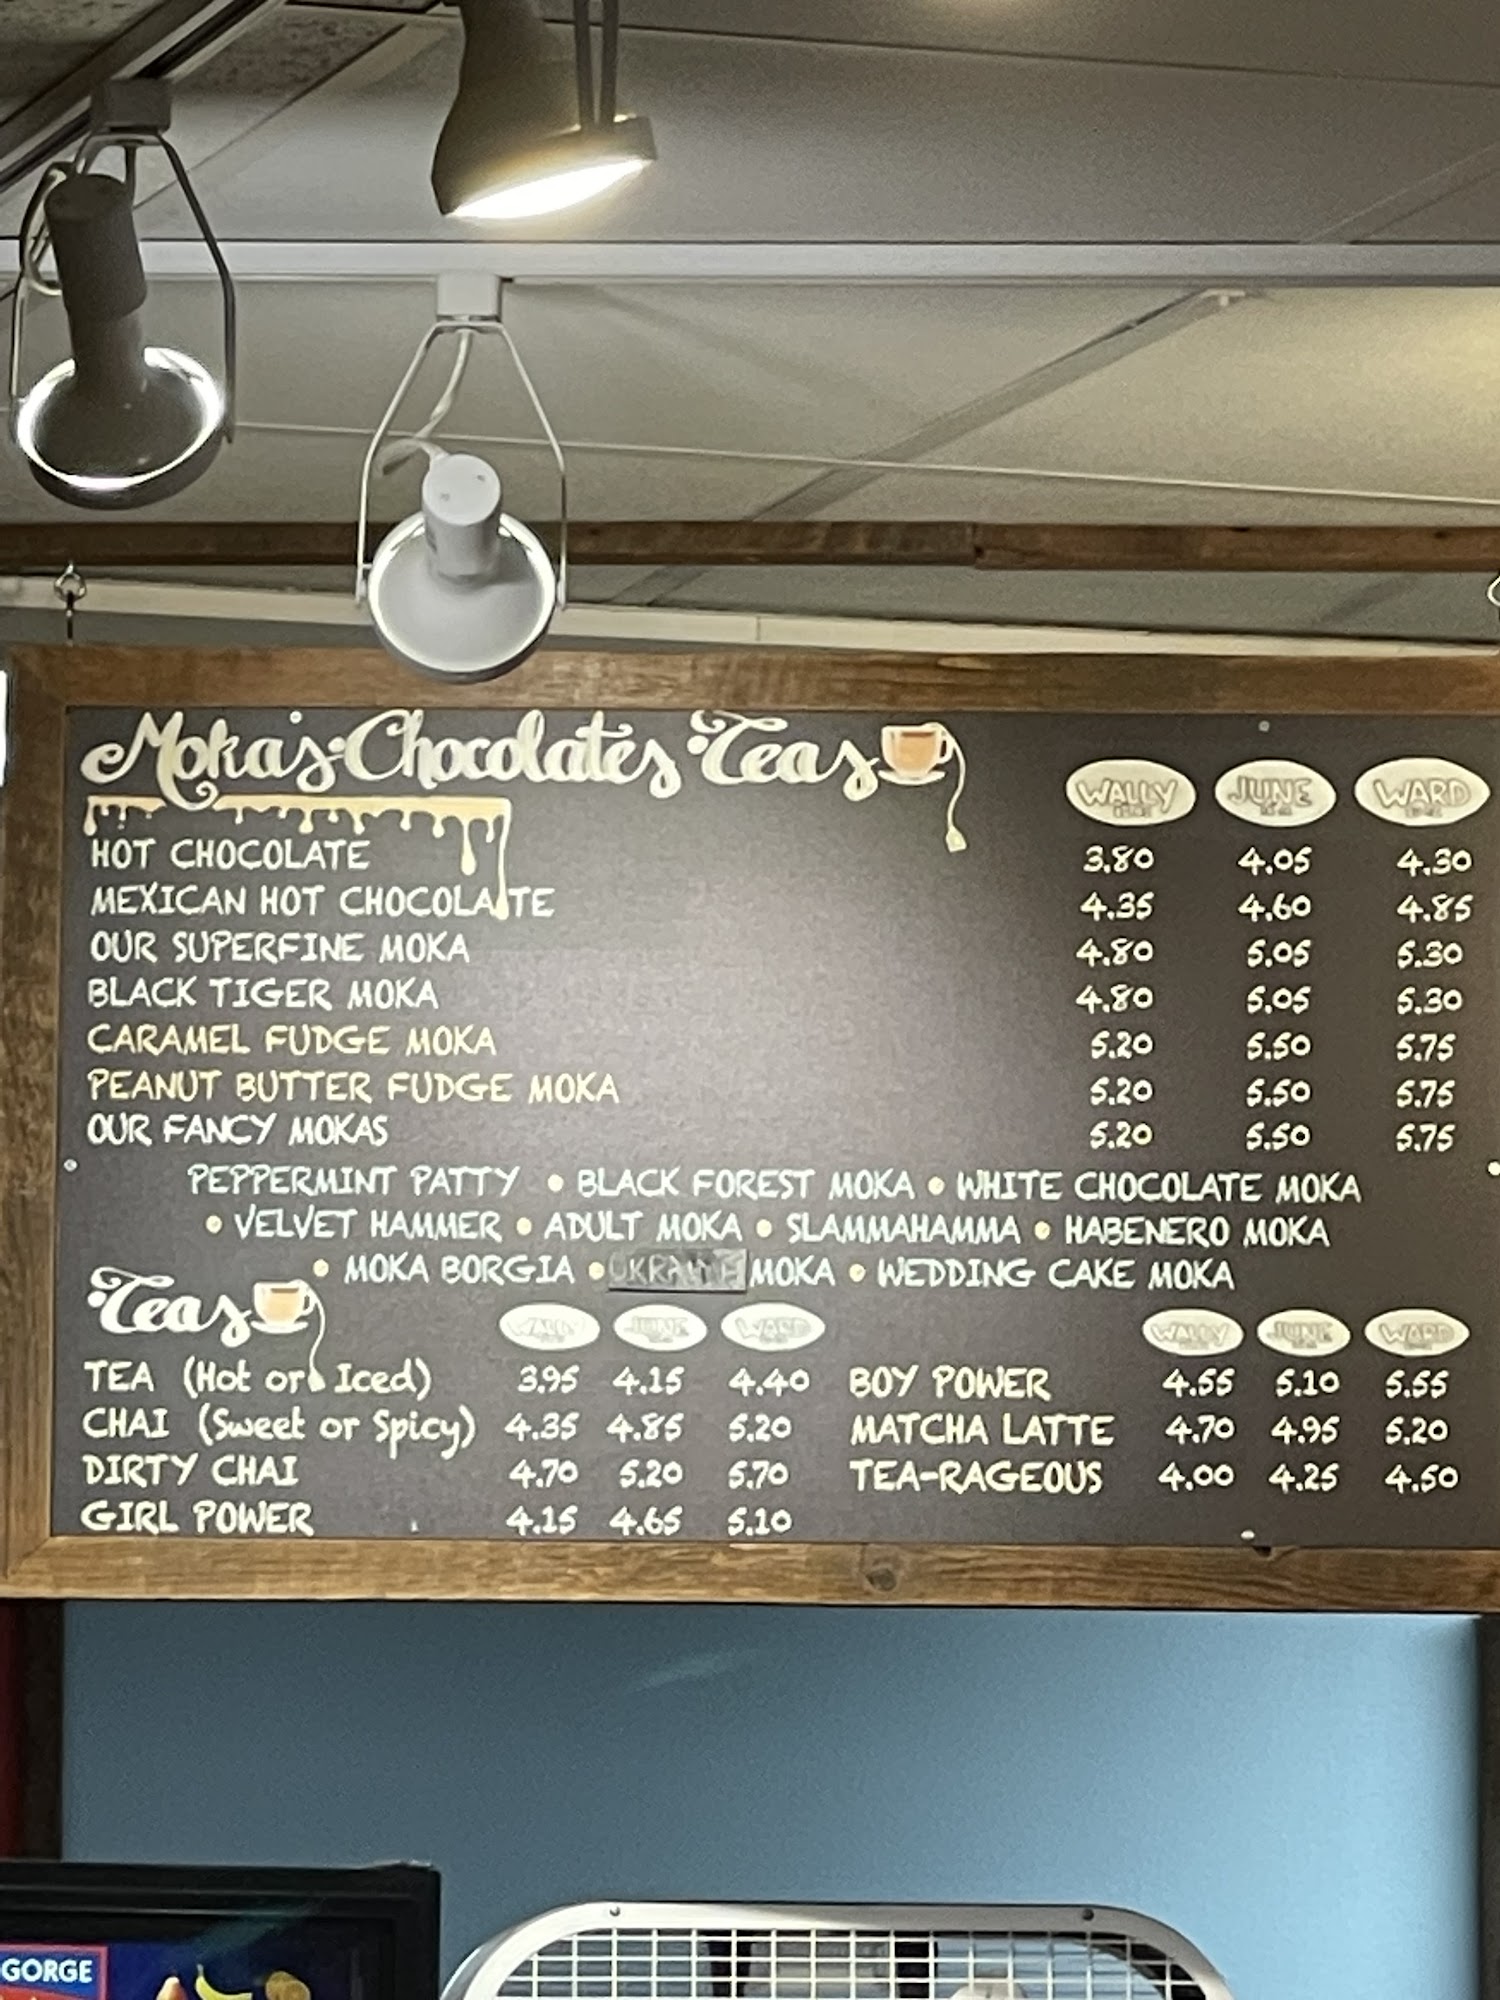 Moka's • Chocolates • Teas
WALLY JUNE WARD
HOT CHOCOLATE 3.80 4.05 4.30
MEXICAN HOT CHOCOLATE 4.35 4.60 4.85
OUR SUPERFINE MOKA 4.80 5.05 5.30
BLACK TIGER MOKA 4.80 5.05 5.30
CARAMEL FUDGE MOKA 5.20 5.50 5.75
PEANUT BUTTER FUDGE MOKA 5.20 5.50 5.75
OUR FANCY MOKAS 5.20 5.50 5.75
PEPPERMINT PATTY • BLACK FOREST MOKA • WHITE CHOCOLATE MOKA
• VELVET HAMMER • ADULT MOKA • SLAMMAHAMMA • HABENERO MOKA
• MOKA BORGIA • UKRAINE MOKA • WEDDING CAKE MOKA
Teas WALLY JUNE WARD WALLY JUNE WARD
TEA (Hot or Iced) 3.95 4.15 4.40 BOY POWER 4.55 5.10 5.55
CHAI (Sweet or Spicy) 4.35 4.85 5.20 MATCHA LATTE 4.70 4.95 5.20
DIRTY CHAI 4.70 5.20 5.70 TEA-RAGEOUS 4.00 4.25 4.50
GIRL POWER 4.15 4.65 5.10
GORGE